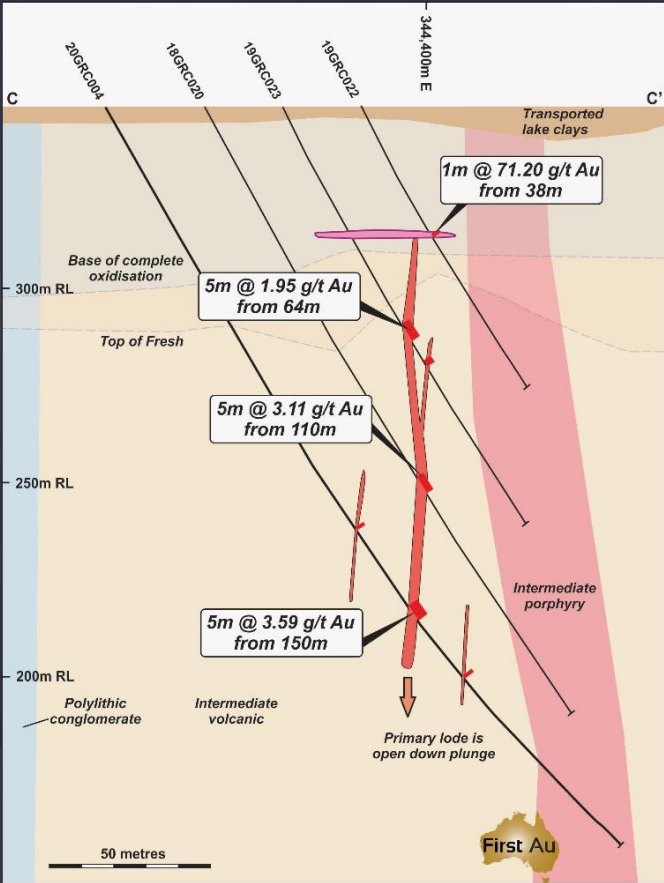 20GRC004
18GRC020
19GRC023
19GRC022
344,400m E
C
C'
Transported
lake clays
1m @ 71.20 g/t Au
from 38m
Base of complete
oxidisation
300m RL
5m @ 1.95 g/t Au
from 64m
Top of Fresh
5m @ 3.11 g/t Au
from 110m
250m RL
Intermediate
porphyry
5m @ 3.59 g/t Au
from 150m
200m RL
Polylithic
conglomerate
Intermediate
volcanic
Primary lode is
open down plunge
50 metres
First Au